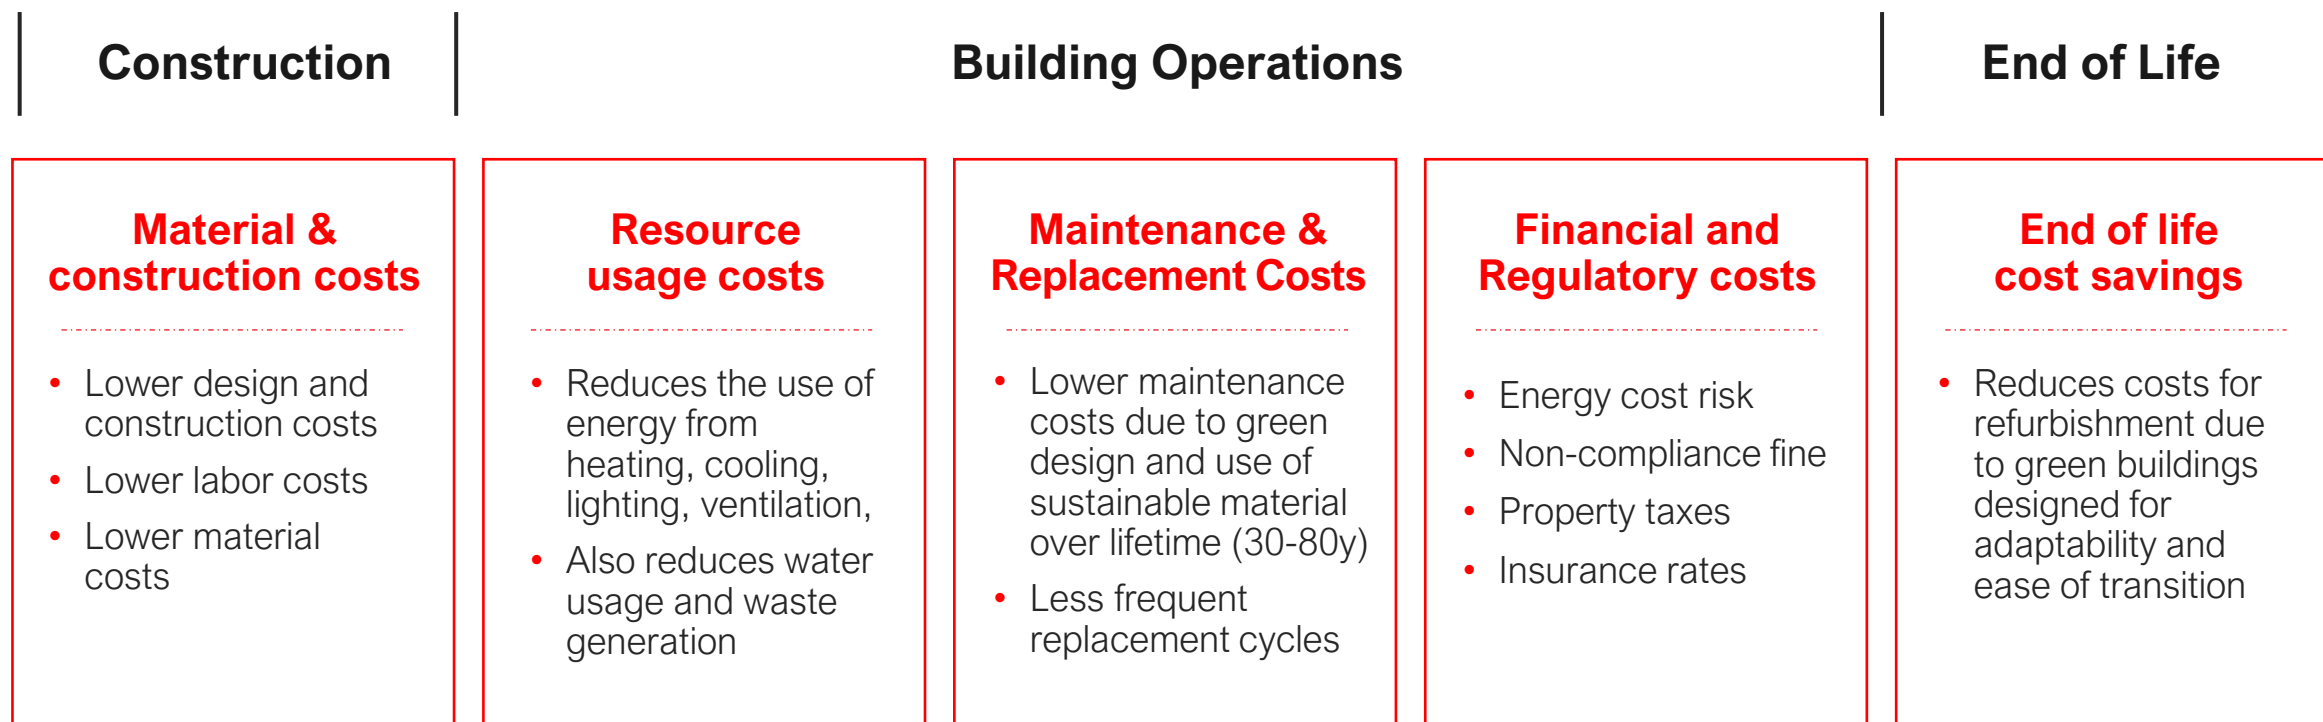 Construction
Building Operations
End of Life
Material &
construction costs
• Lower design and
construction costs
• Lower labor costs
• Lower material
costs
Resource
usage costs
• Reduces the use of
energy from
heating, cooling,
lighting, ventilation,
• Also reduces water
usage and waste
generation
Maintenance &
Replacement Costs
• Lower maintenance
costs due to green
design and use of
sustainable material
over lifetime (30-80y)
• Less frequent
replacement cycles
Financial and
Regulatory costs
• Energy cost risk
• Non-compliance fine
• Property taxes
• Insurance rates
End of life
cost savings
• Reduces costs for
refurbishment due
to green buildings
designed for
adaptability and
ease of transition